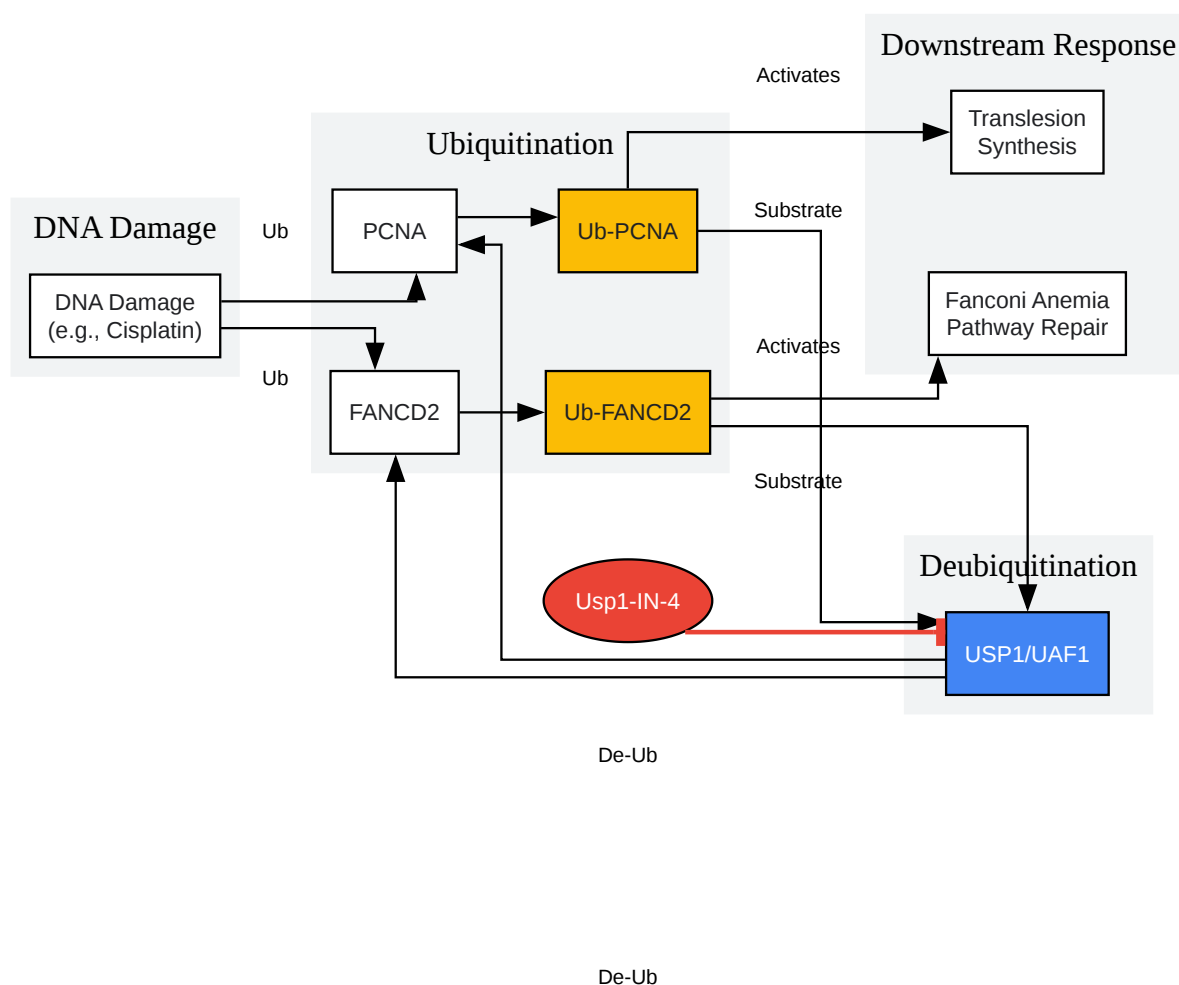 Downstream Response
Activates
Translesion
Synthesis
Ubiquitination
DNA Damage
Ub
PCNA
Ub-PCNA
Substrate
DNA Damage
(e.g., Cisplatin)
Fanconi Anemia
Pathway Repair
Activates
Ub
FANCD2
Ub-FANCD2
Substrate
Deubiquitination
Usp1-IN-4
USP1/UAF1
De-Ub
De-Ub